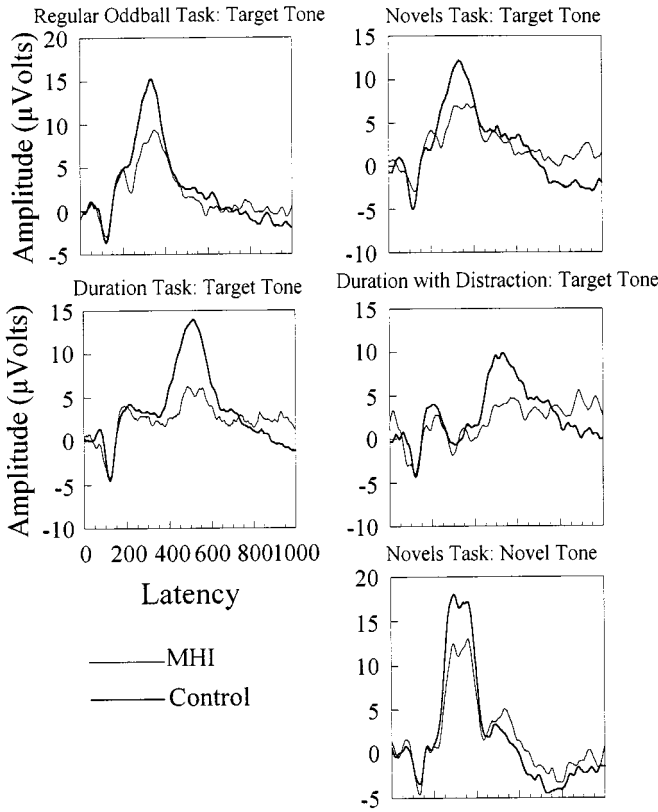 Regular Oddball Task: Target Tone
20
15
10
5
0
-5
Amplitude (µVolts)
Novels Task: Target Tone
15
10
5
0
-5
-10
Duration Task: Target Tone
15
10
5
0
-5
-10
Amplitude (µVolts)
0 200 400 600 800 1000
Latency
Duration with Distraction: Target Tone
15
10
5
0
-5
-10
Novels Task: Novel Tone
20
15
10
5
0
-5
MHI
Control